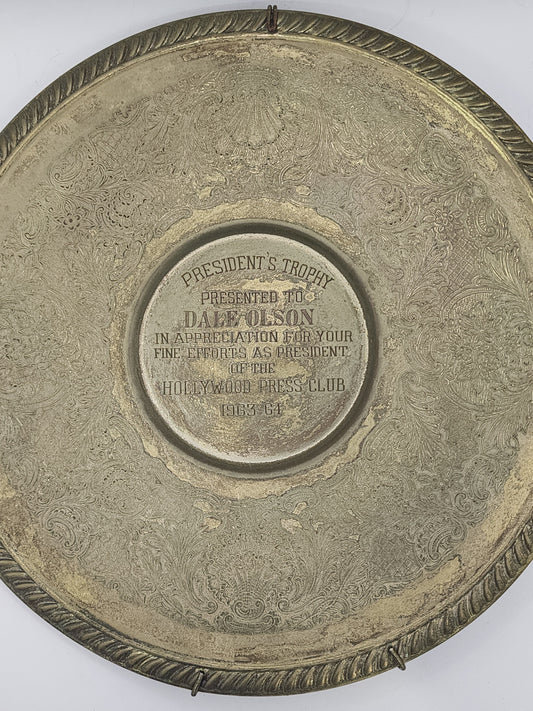 PRESIDENT'S TROPHY
PRESENTED TO
DALE OLSON
IN APPRECIATION FOR YOUR
FINE EFFORTS AS PRESIDENT
OF THE
HOLLYWOOD PRESS CLUB
1963-64